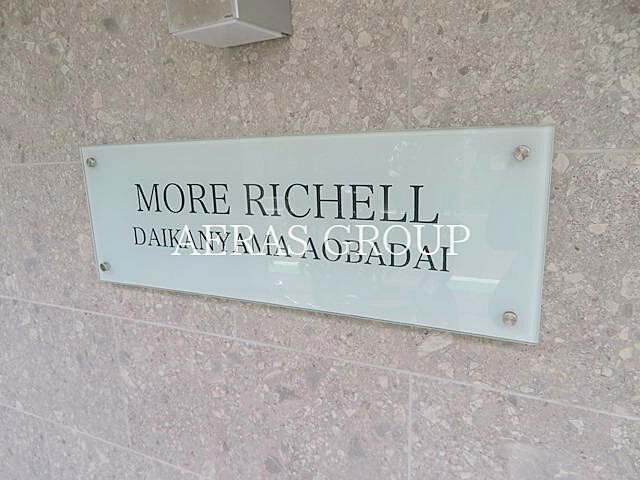 MORE RICHELL
DAIKANYAMA AOBADAI
AERAS GROUP